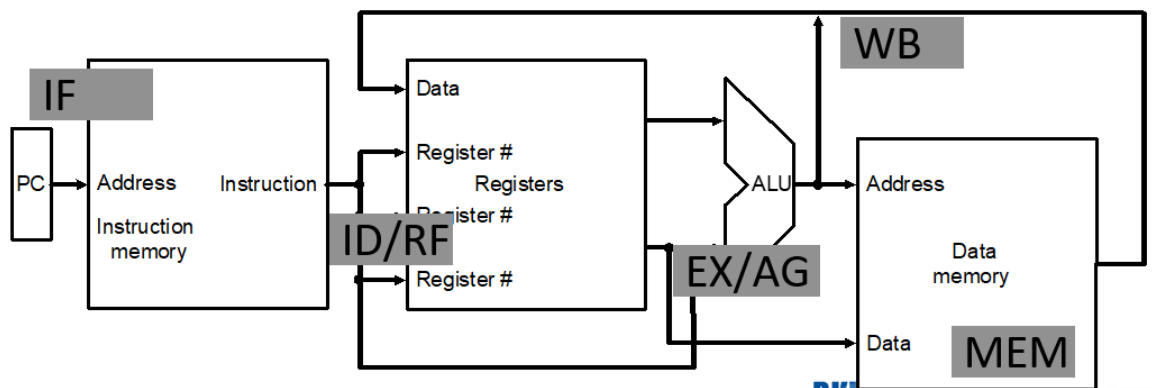 WB
IF
Data
Register #
PC
Address
Instruction
Registers
ALU
Address
Instruction
memory
ID/RF
Register #
EX/AG
Data
memory
Register #
Data
MEM